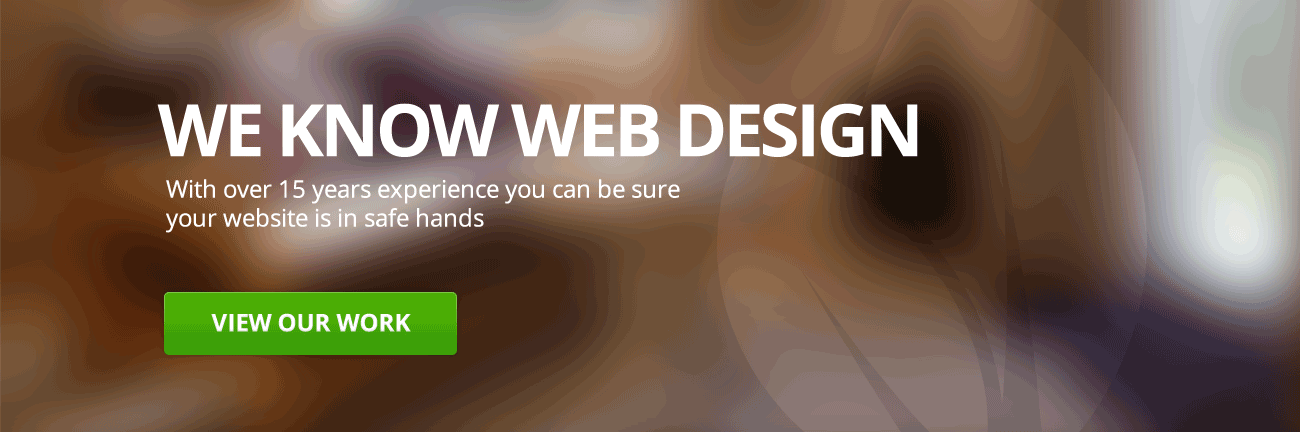 WE KNOW WEB DESIGN
With over 15 years experience you can be sure
your website is in safe hands
VIEW OUR WORK